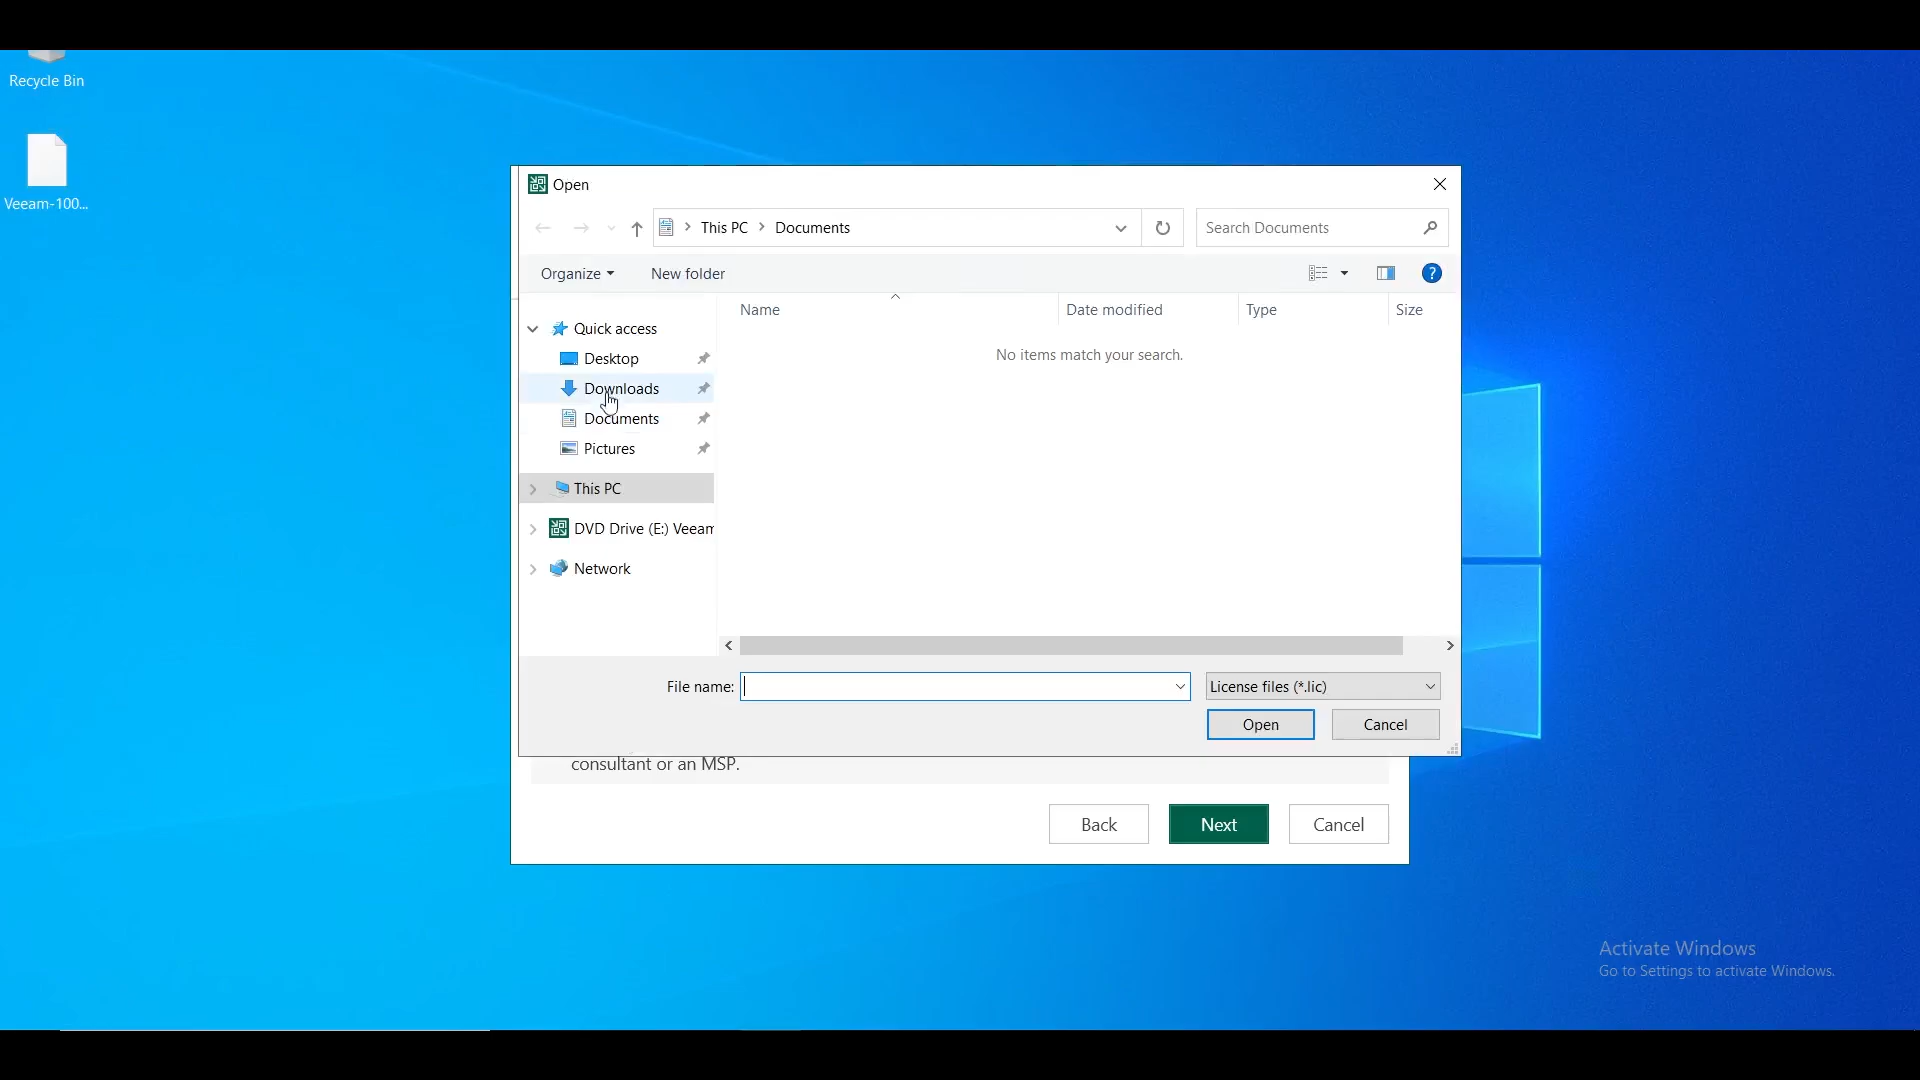 Recycle Bin
Veeam-100...
Open
This PC > Documents
Search Documents
Organize
New folder
?
Name
Date modified
Type
Size
No items match your search.
Quick access
Desktop
Downloads
Documents
Pictures
This PC
DVD Drive (E:) Veeam
Network
File name:
License files (*.lic)
Open
Cancel
consultant or an MSP.
Back
Next
Cancel
Activate Windows
Go to Settings to activate Windows.